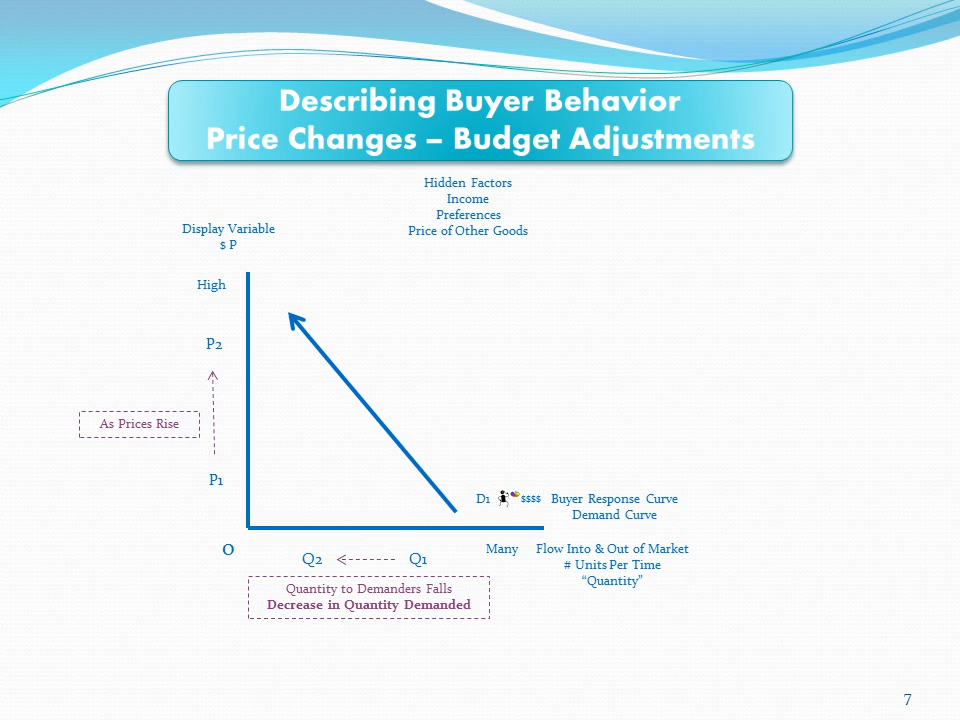 Describing Buyer Behavior
Price Changes – Budget Adjustments
Hidden Factors
Income
Preferences
Price of Other Goods
Display Variable
$ P
High
P2
As Prices Rise
P1
D1 $$$$ Buyer Response Curve
Demand Curve
0
Q2 Q1
Many Flow Into & Out of Market
# Units Per Time
“Quantity”
Quantity to Demanders Falls
Decrease in Quantity Demanded
7